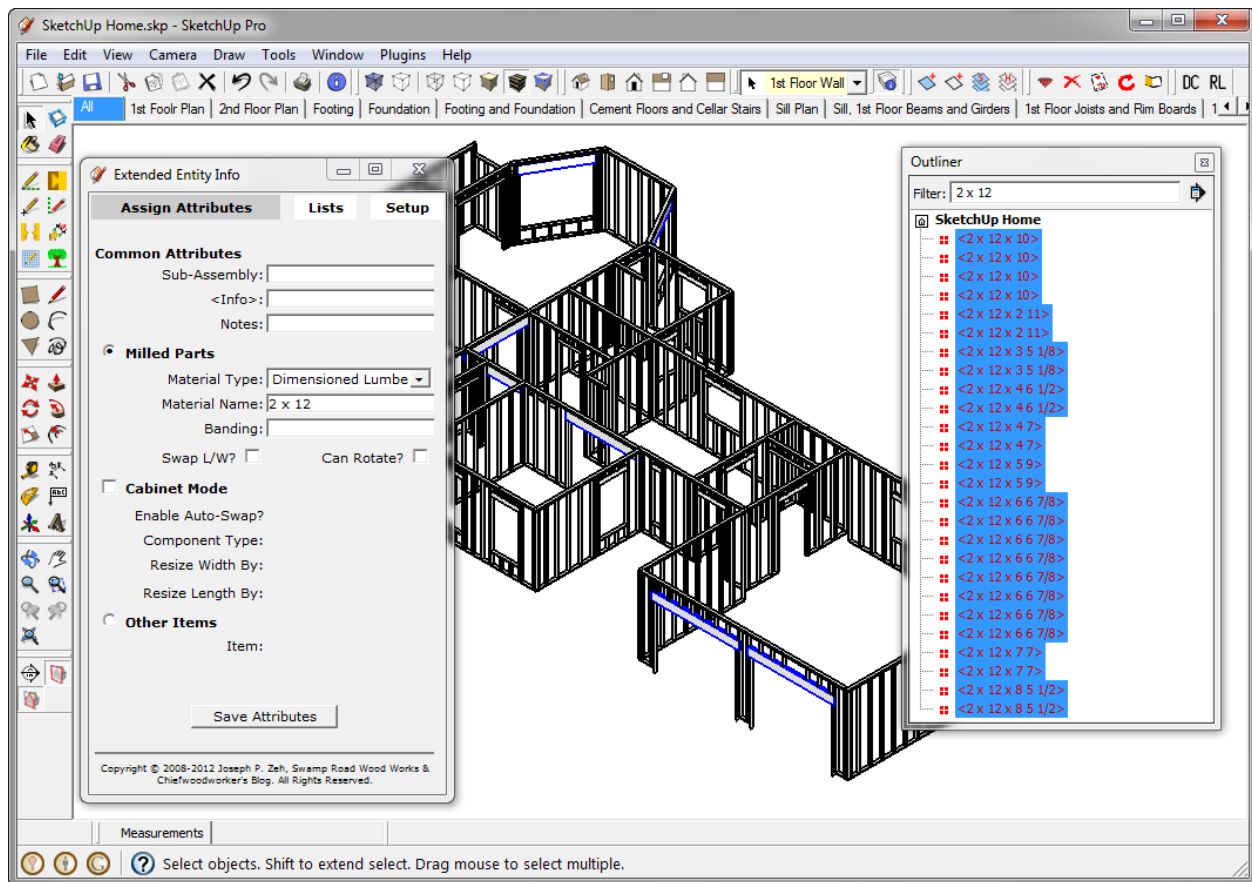 SketchUp Home.skp - SketchUp Pro
File Edit View Camera Draw Tools Window Plugins Help
1st Floor Wall
DC RL
All 1st Foolr Plan 2nd Floor Plan Footing Foundation Footing and Foundation Cement Floors and Cellar Stairs Sill Plan Sill, 1st Floor Beams and Girders 1st Floor Joists and Rim Boards 1
Extended Entity Info
Assign Attributes Lists Setup
Common Attributes
Sub-Assembly:
<Info>:
Notes:
Milled Parts
Material Type: Dimensioned Lumbe
Material Name: 2 x 12
Banding:
Swap L/W? Can Rotate?
Cabinet Mode
Enable Auto-Swap?
Component Type:
Resize Width By:
Resize Length By:
Other Items
Item:
Save Attributes
Copyright © 2008-2012 Joseph P. Zeh, Swamp Road Wood Works &
Chiefwoodworker's Blog. All Rights Reserved.
Outliner
Filter: 2 x 12
SketchUp Home
<2 x 12 x 10>
<2 x 12 x 10>
<2 x 12 x 10>
<2 x 12 x 10>
<2 x 12 x 2 11>
<2 x 12 x 2 11>
<2 x 12 x 3 5 1/8>
<2 x 12 x 3 5 1/8>
<2 x 12 x 4 6 1/2>
<2 x 12 x 4 6 1/2>
<2 x 12 x 4 7>
<2 x 12 x 4 7>
<2 x 12 x 5 9>
<2 x 12 x 5 9>
<2 x 12 x 6 6 7/8>
<2 x 12 x 6 6 7/8>
<2 x 12 x 6 6 7/8>
<2 x 12 x 6 6 7/8>
<2 x 12 x 6 6 7/8>
<2 x 12 x 6 6 7/8>
<2 x 12 x 6 6 7/8>
<2 x 12 x 6 6 7/8>
<2 x 12 x 7 7>
<2 x 12 x 7 7>
<2 x 12 x 8 5 1/2>
<2 x 12 x 8 5 1/2>
Measurements
Select objects. Shift to extend select. Drag mouse to select multiple.